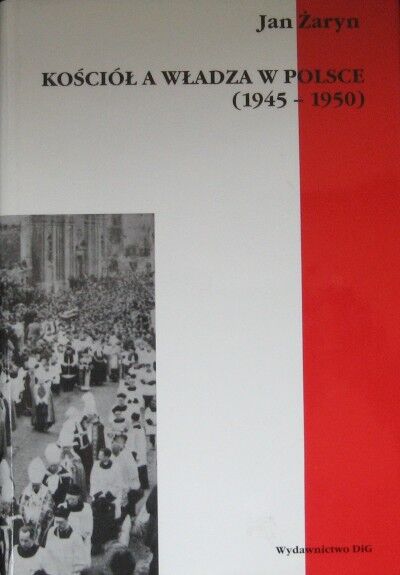 Jan Żaryn
KOŚCIÓŁ A WŁADZA W POLSCE
(1945 – 1950)
Wydawnictwo DiG